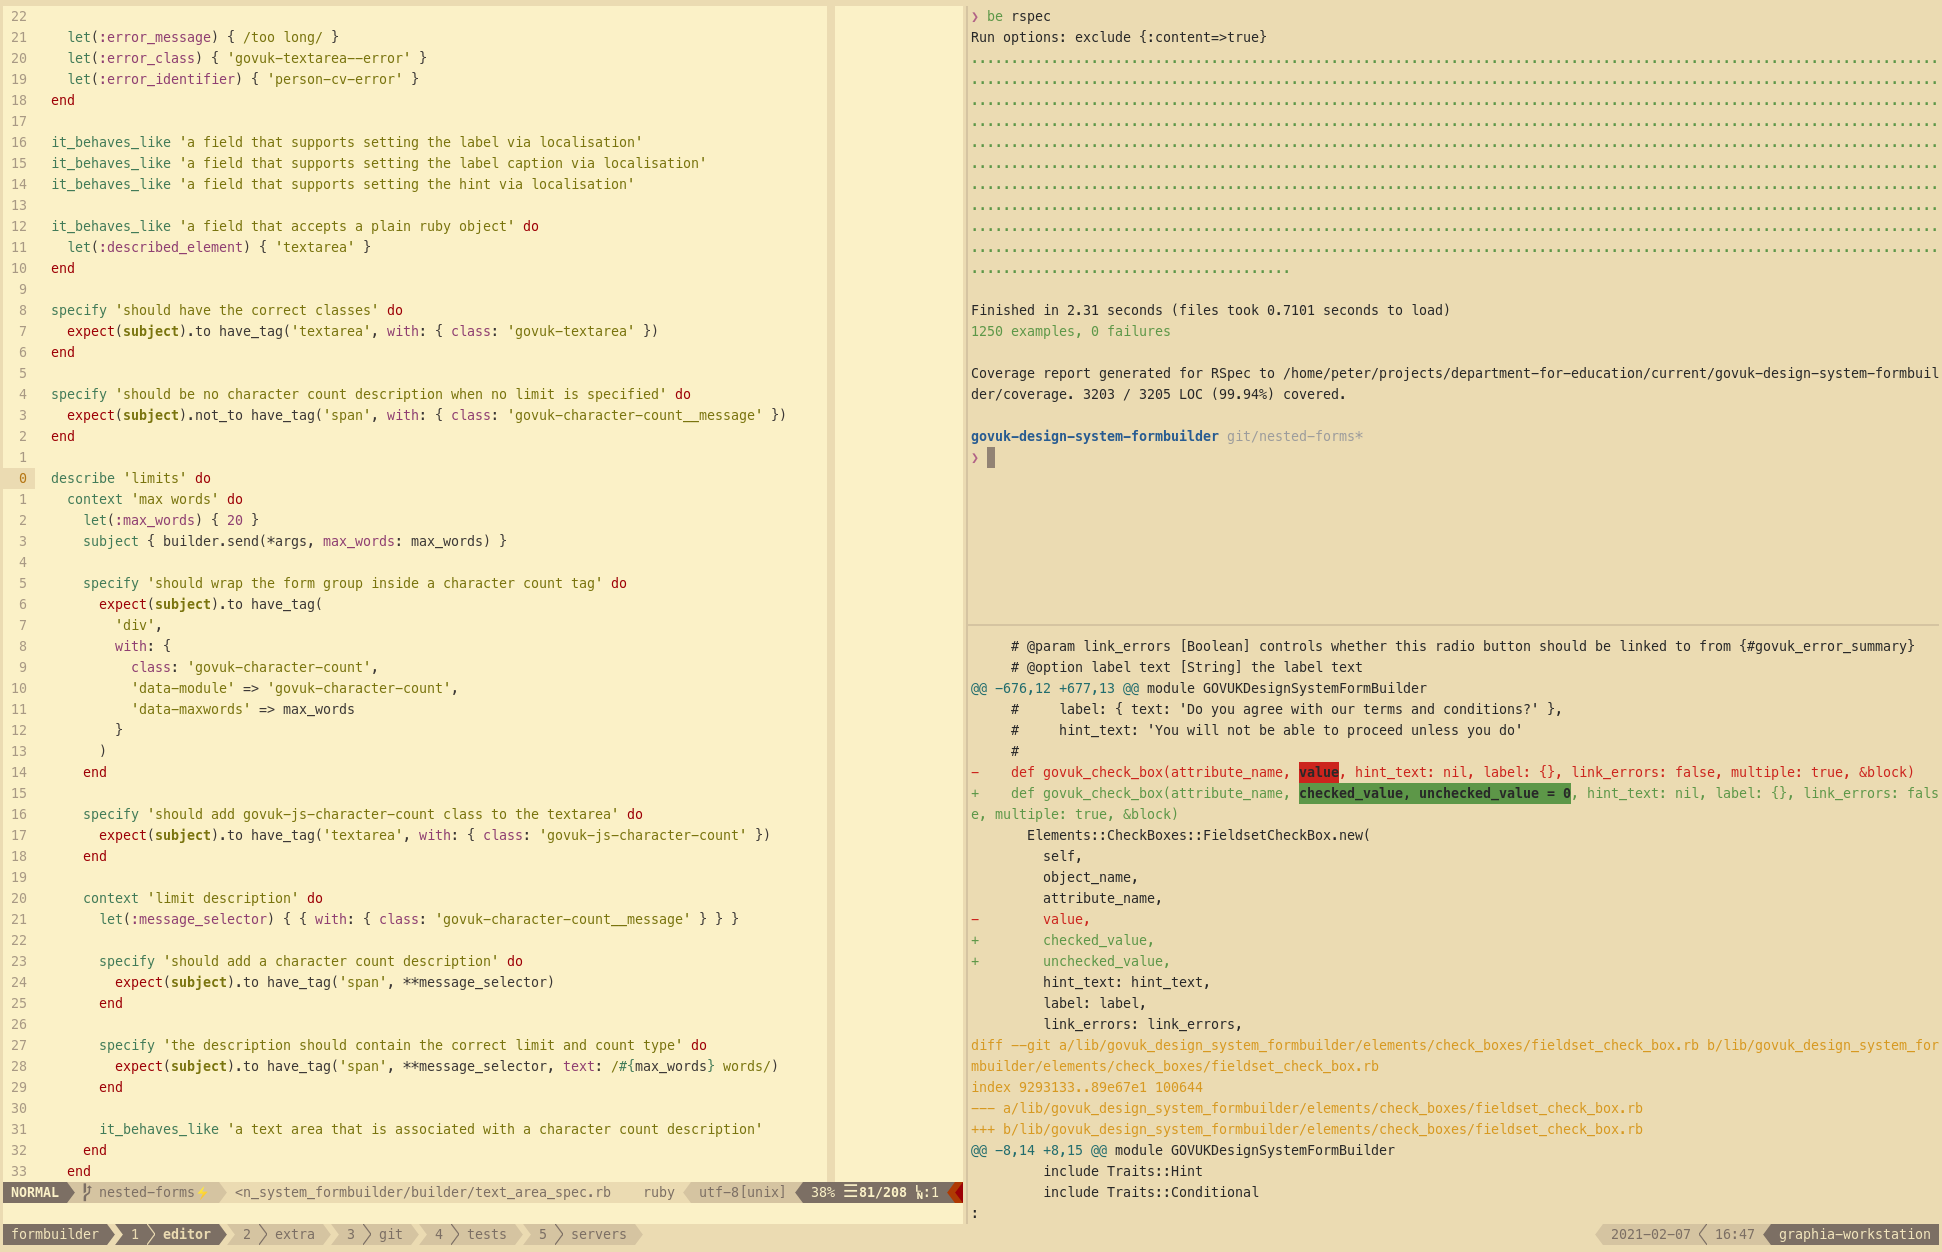 22
21    let(:error_message) { /too long/ }
20    let(:error_class) { 'govuk-textarea--error' }
19    let(:error_identifier) { 'person-cv-error' }
18  end
17
16  it_behaves_like 'a field that supports setting the label via localisation'
15  it_behaves_like 'a field that supports setting the label caption via localisation'
14  it_behaves_like 'a field that supports setting the hint via localisation'
13
12  it_behaves_like 'a field that accepts a plain ruby object' do
11    let(:described_element) { 'textarea' }
10  end
9
8  specify 'should have the correct classes' do
7    expect(subject).to have_tag('textarea', with: { class: 'govuk-textarea' })
6  end
5
4  specify 'should be no character count description when no limit is specified' do
3    expect(subject).not_to have_tag('span', with: { class: 'govuk-character-count__message' })
2  end
1
0  describe 'limits' do
1    context 'max words' do
2      let(:max_words) { 20 }
3      subject { builder.send(*args, max_words: max_words) }
4
5      specify 'should wrap the form group inside a character count tag' do
6        expect(subject).to have_tag(
7          'div',
8          with: {
9            class: 'govuk-character-count',
10            'data-module' => 'govuk-character-count',
11            'data-maxwords' => max_words
12          }
13        )
14      end
15
16      specify 'should add govuk-js-character-count class to the textarea' do
17        expect(subject).to have_tag('textarea', with: { class: 'govuk-js-character-count' })
18      end
19
20      context 'limit description' do
21        let(:message_selector) { { with: { class: 'govuk-character-count__message' } } }
22
23        specify 'should add a character count description' do
24          expect(subject).to have_tag('span', **message_selector)
25        end
26
27        specify 'the description should contain the correct limit and count type' do
28          expect(subject).to have_tag('span', **message_selector, text: /#{max_words} words/)
29        end
30
31        it_behaves_like 'a text area that is associated with a character count description'
32      end
33    end
NORMAL nested-forms⚡ <n_system_formbuilder/builder/text_area_spec.rb ruby utf-8[unix] 38% ☰81/208 ㏑:1
❯ be rspec
Run options: exclude {:content=>true}
Finished in 2.31 seconds (files took 0.7101 seconds to load)
1250 examples, 0 failures
Coverage report generated for RSpec to /home/peter/projects/department-for-education/current/govuk-design-system-formbuil
der/coverage. 3203 / 3205 LOC (99.94%) covered.
govuk-design-system-formbuilder git/nested-forms*
❯
     # @param link_errors [Boolean] controls whether this radio button should be linked to from {#govuk_error_summary}
     # @option label text [String] the label text
@@ -676,12 +677,13 @@ module GOVUKDesignSystemFormBuilder
     #     label: { text: 'Do you agree with our terms and conditions?' },
     #     hint_text: 'You will not be able to proceed unless you do'
     #
-    def govuk_check_box(attribute_name, value, hint_text: nil, label: {}, link_errors: false, multiple: true, &block)
+    def govuk_check_box(attribute_name, checked_value, unchecked_value = 0, hint_text: nil, label: {}, link_errors: fals
e, multiple: true, &block)
       Elements::CheckBoxes::FieldsetCheckBox.new(
         self,
         object_name,
         attribute_name,
-        value,
+        checked_value,
+        unchecked_value,
         hint_text: hint_text,
         label: label,
         link_errors: link_errors,
diff --git a/lib/govuk_design_system_formbuilder/elements/check_boxes/fieldset_check_box.rb b/lib/govuk_design_system_for
mbuilder/elements/check_boxes/fieldset_check_box.rb
index 9293133..89e67e1 100644
--- a/lib/govuk_design_system_formbuilder/elements/check_boxes/fieldset_check_box.rb
+++ b/lib/govuk_design_system_formbuilder/elements/check_boxes/fieldset_check_box.rb
@@ -8,14 +8,15 @@ module GOVUKDesignSystemFormBuilder
         include Traits::Hint
         include Traits::Conditional
:
formbuilder 1 editor 2 extra 3 git 4 tests 5 servers 2021-02-07 16:47 graphia-workstation